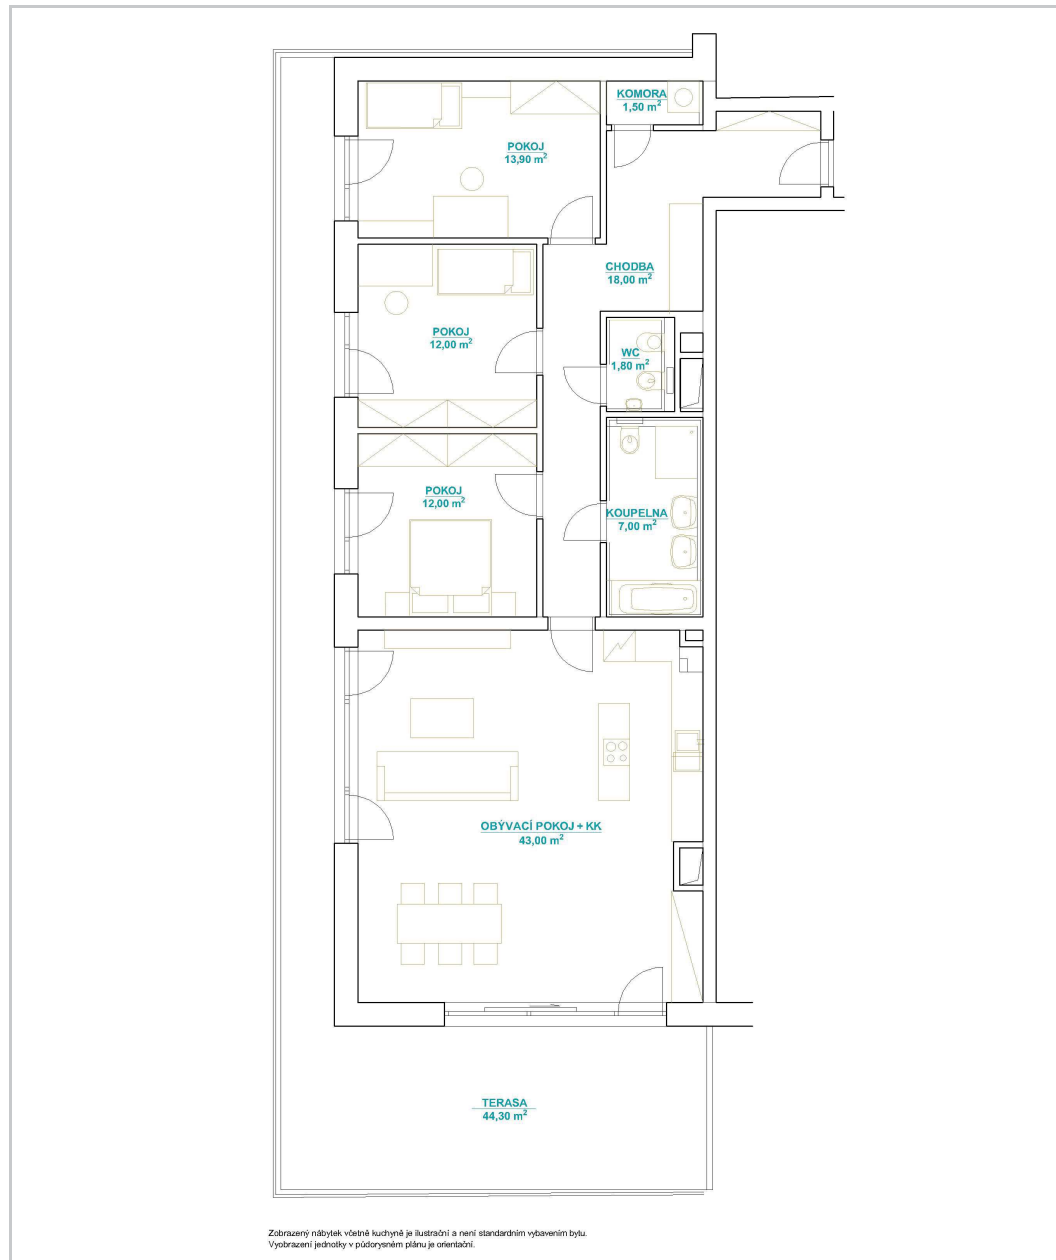 KOMORA
1,50 m²
POKOJ
13,90 m²
CHODBA
18,00 m²
POKOJ
12,00 m²
WC
1,80 m²
POKOJ
12,00 m²
KOUPELNA
7,00 m²
OBÝVACÍ POKOJ + KK
43,00 m²
TERASA
44,30 m²
Zobrazený nábytek včetně kuchyně je ilustrační a není standardním vybavením bytu.
Vyobrazení jednotky v půdorysném plánu je orientační.